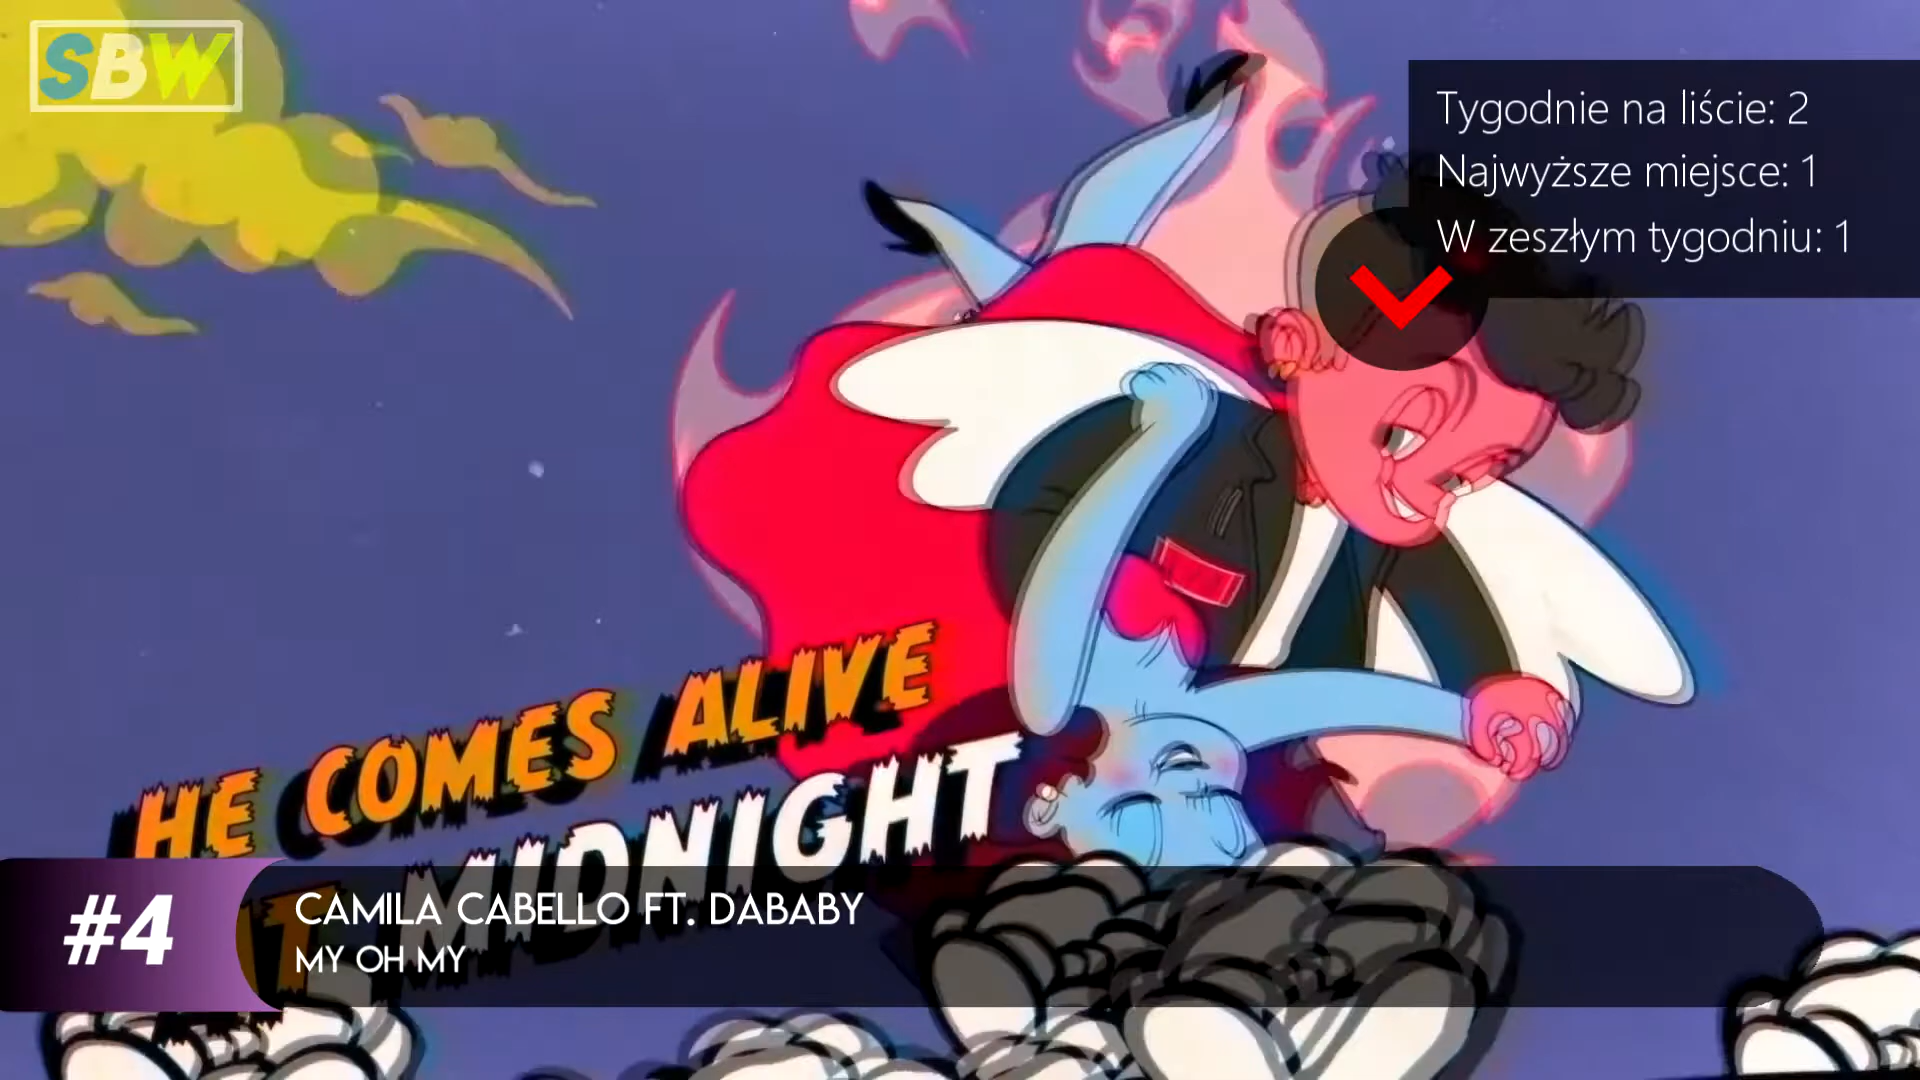 SBW
Tygodnie na liście: 2
Najwyższe miejsce: 1
W zeszłym tygodniu: 1
HE COMES ALIVE
MIDNIGHT
#4
CAMILA CABELLO FT. DABABY
MY OH MY